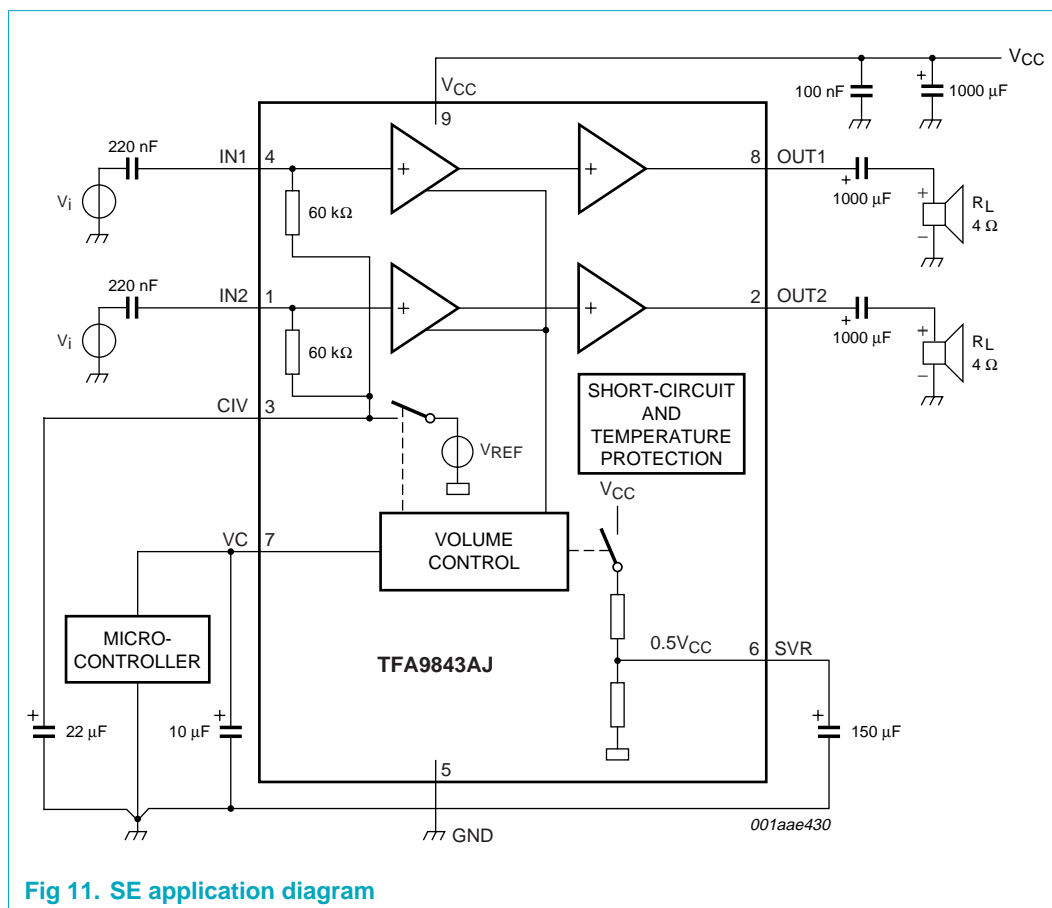 VCC
VCC
100 nF
1000 μF
9
220 nF
IN1
4
8
OUT1
+
+
+
+
Vi
60 kΩ
1000 μF
+
−
RL
4 Ω
220 nF
IN2
1
2
OUT2
+
+
Vi
60 kΩ
+
1000 μF
+
−
RL
4 Ω
CIV
3
VREF
SHORT-CIRCUIT
AND
TEMPERATURE
PROTECTION
VCC
VC
7
VOLUME
CONTROL
MICRO-
CONTROLLER
TFA9843AJ
0.5VCC
6
SVR
+
22 μF
10 μF
+
+
150 μF
5
GND
001aae430
Fig 11. SE application diagram